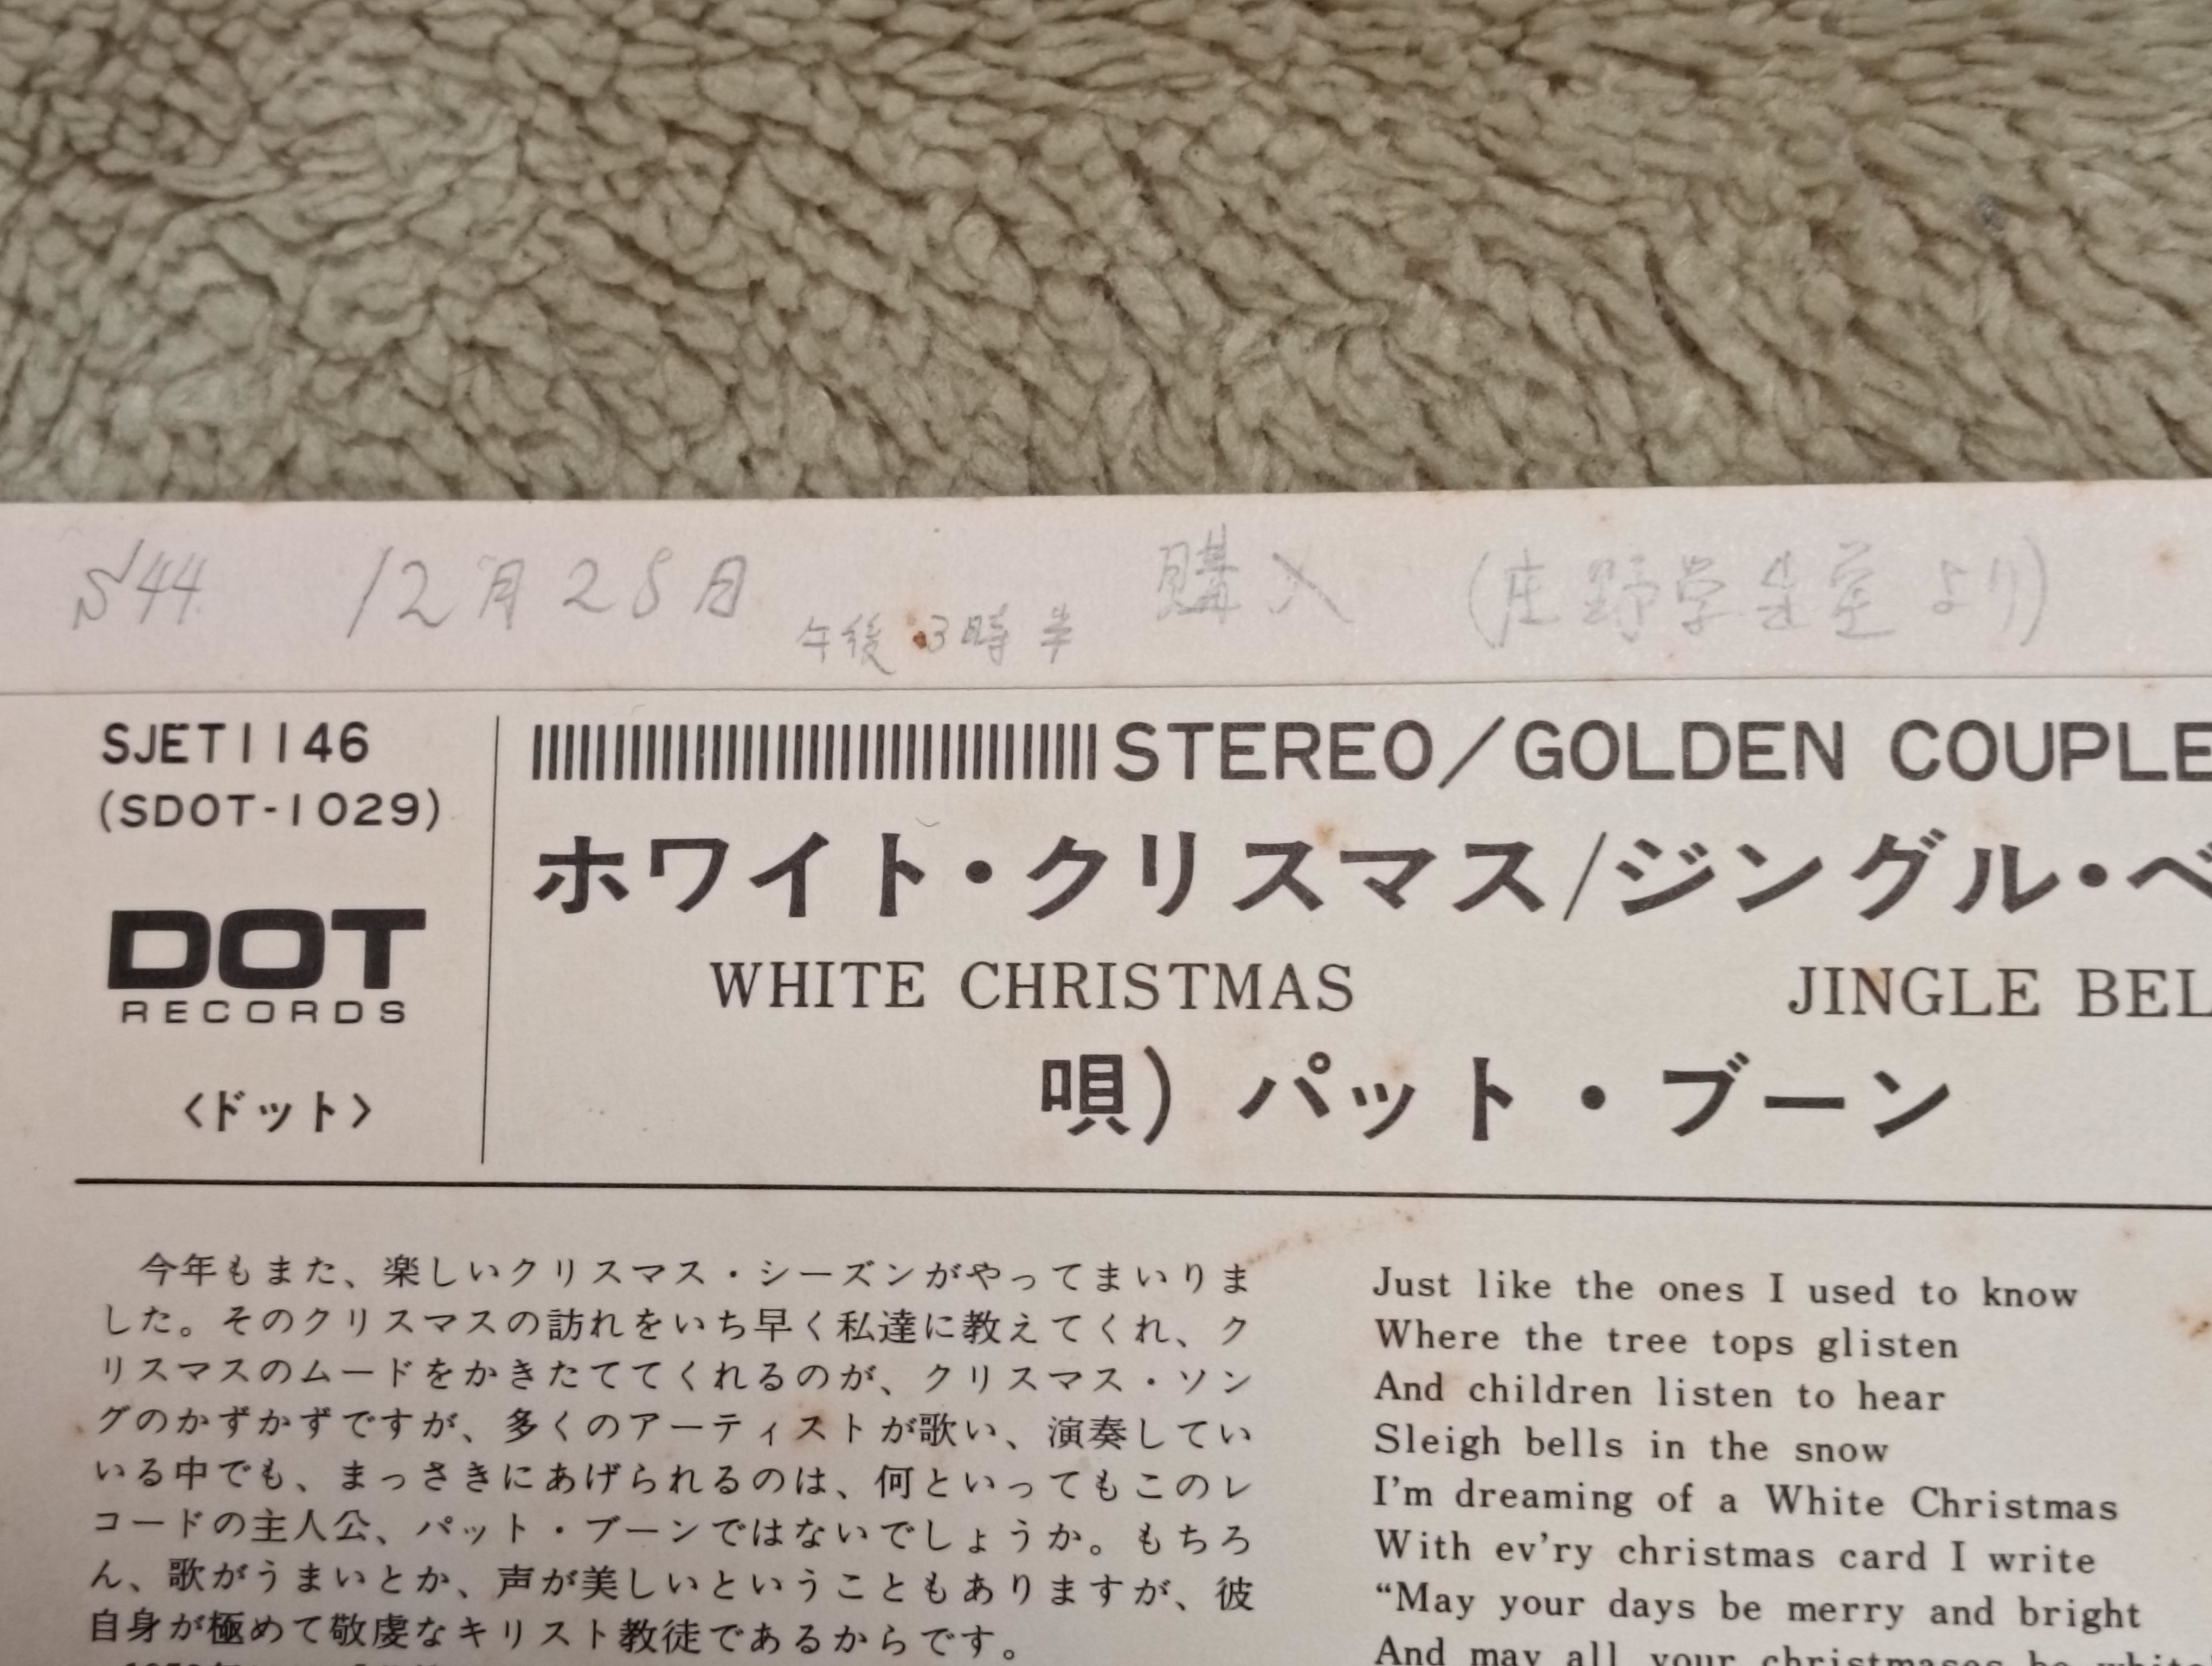 S44. 12月28日 午後3時半 購入 (庄野学生堂より)
SJET1146
(SDOT-1029)
DOT
RECORDS
〈ドット〉
STEREO/GOLDEN COUPLE
ホワイト・クリスマス/ジングル・ベ
WHITE CHRISTMAS JINGLE BEL
唄) パット・ブーン
今年もまた、楽しいクリスマス・シーズンがやってまいりま
した。そのクリスマスの訪れをいち早く私達に教えてくれ、ク
リスマスのムードをかきたててくれるのが、クリスマス・ソン
グのかずかずですが、多くのアーティストが歌い、演奏してい
いる中でも、まっさきにあげられるのは、何といってもこのレ
コードの主人公、パット・ブーンではないでしょうか。もちろ
ん、歌がうまいとか、声が美しいということもありますが、彼
自身が極めて敬虔なキリスト教徒であるからです。
Just like the ones I used to know
Where the tree tops glisten
And children listen to hear
Sleigh bells in the snow
I'm dreaming of a White Christmas
With ev'ry christmas card I write
“May your days be merry and bright
And may all your christmases be white